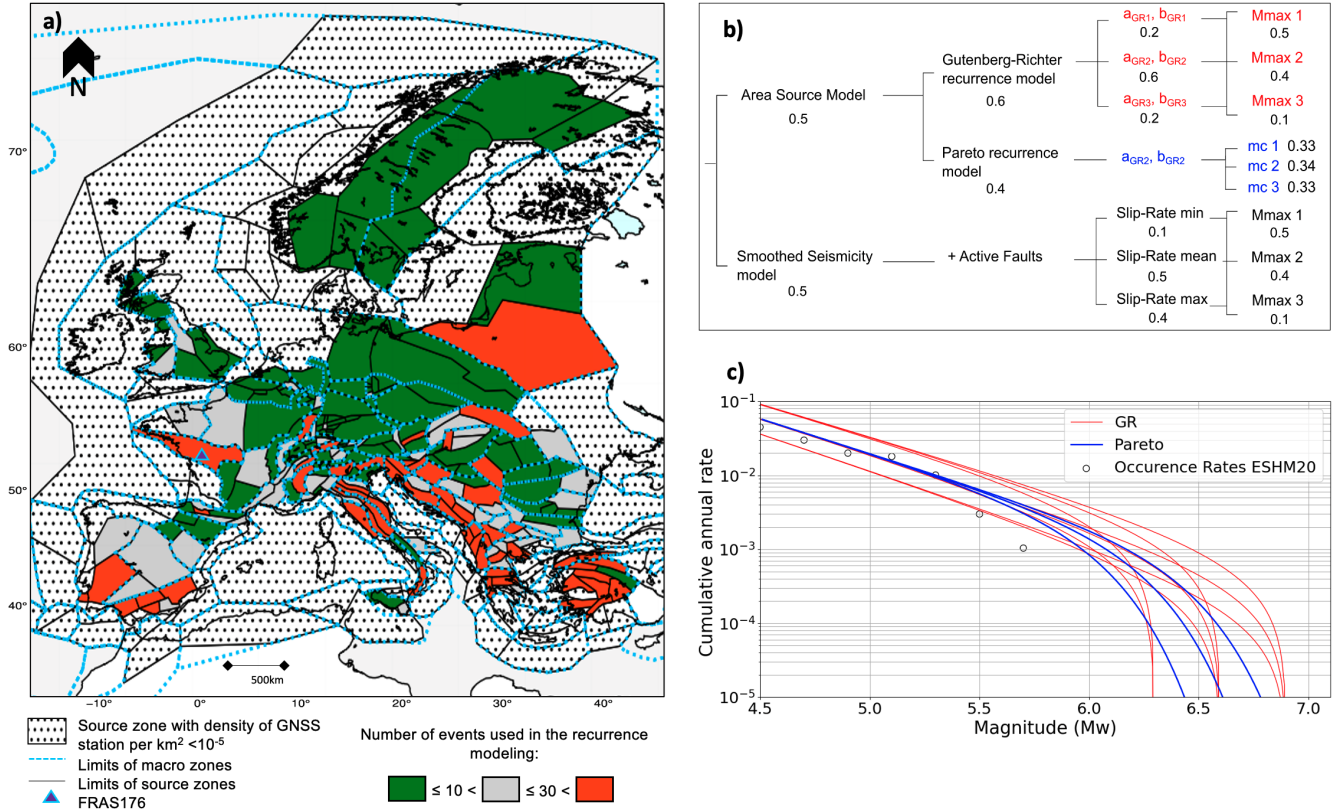 a)
N
70°
60°
50°
40°
−10° 0° 10° 20° 30° 40°
500km
Source zone with density of GNSS
station per km² <10⁻⁵
Limits of macro zones
Limits of source zones
FRAS176
Number of events used in the recurrence
modeling:
≤ 10 < ≤ 30 <
b)
Area Source Model
0.5
Gutenberg-Richter
recurrence model
0.6
aGR1, bGR1
0.2
aGR2, bGR2
0.6
aGR3, bGR3
0.2
Mmax 1
0.5
Mmax 2
0.4
Mmax 3
0.1
Pareto recurrence
model
0.4
aGR2, bGR2
mc 1 0.33
mc 2 0.34
mc 3 0.33
Smoothed Seismicity
model
0.5
+ Active Faults
Slip-Rate min
0.1
Slip-Rate mean
0.5
Slip-Rate max
0.4
Mmax 1
0.5
Mmax 2
0.4
Mmax 3
0.1
c)
Cumulative annual rate
10⁻¹
10⁻²
10⁻³
10⁻⁴
10⁻⁵
GR
Pareto
Occurence Rates ESHM20
4.5 5.0 5.5 6.0 6.5 7.0
Magnitude (Mw)